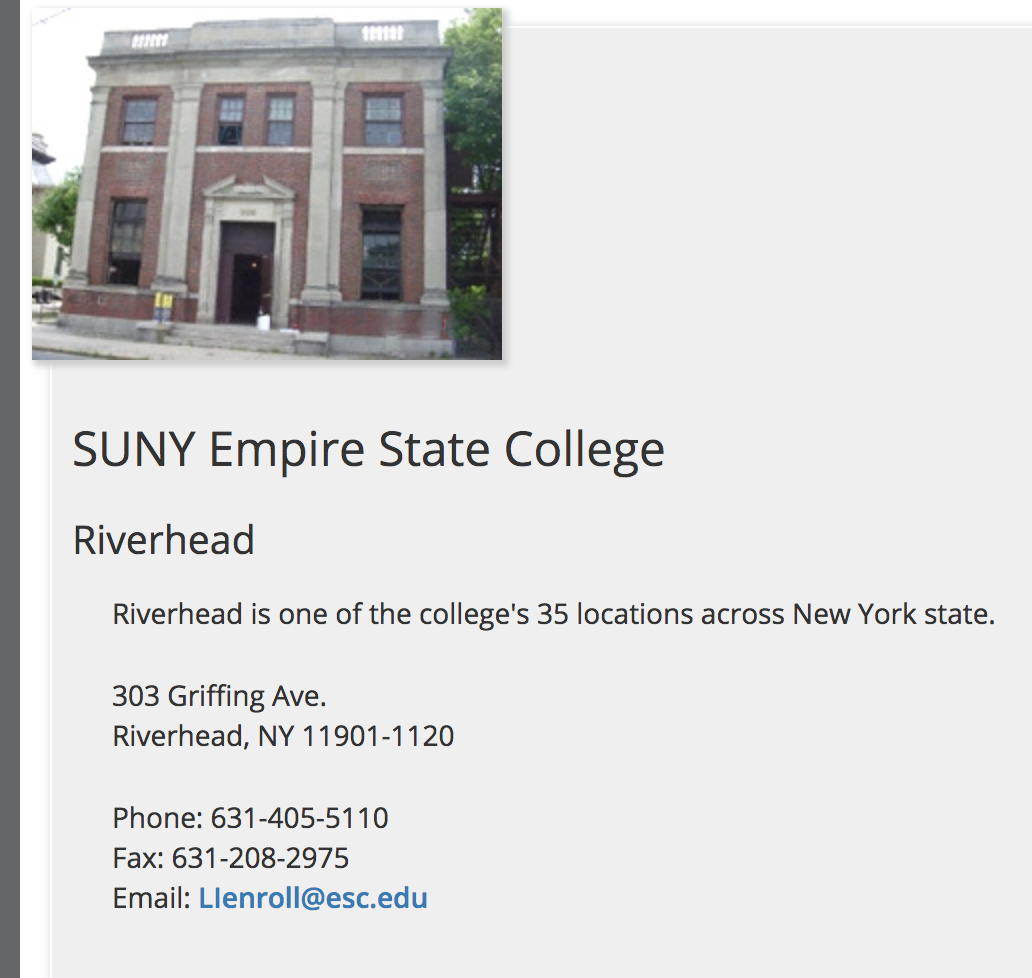 SUNY Empire State College
Riverhead
Riverhead is one of the college's 35 locations across New York state.
303 Griffing Ave.
Riverhead, NY 11901-1120
Phone: 631-405-5110
Fax: 631-208-2975
Email: LIenroll@esc.edu